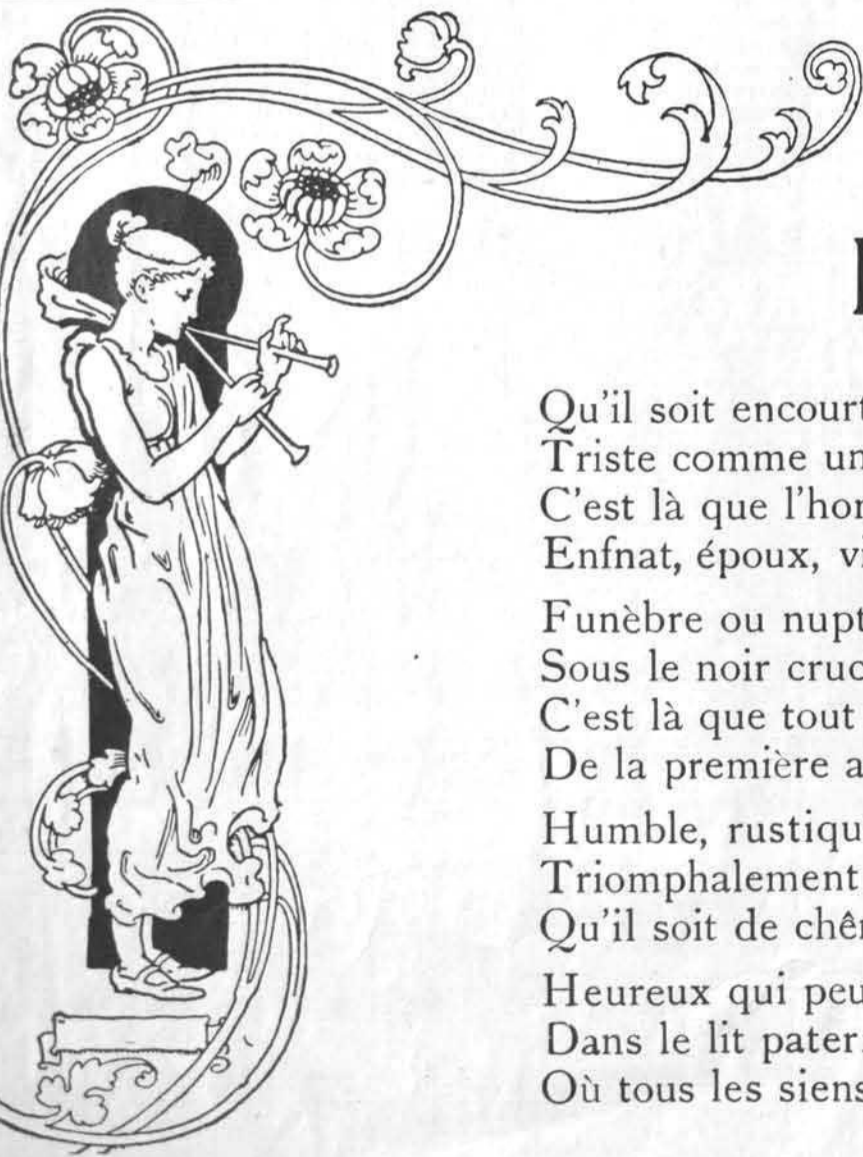 Qu'il soit encourt
Triste comme un
C'est là que l'hor
Enfnat, époux, vi
Funèbre ou nupt
Sous le noir cruc
C'est là que tout
De la première a
Humble, rustiqu
Triomphalement
Qu'il soit de chên
Heureux qui peu
Dans le lit pater
Où tous les siens